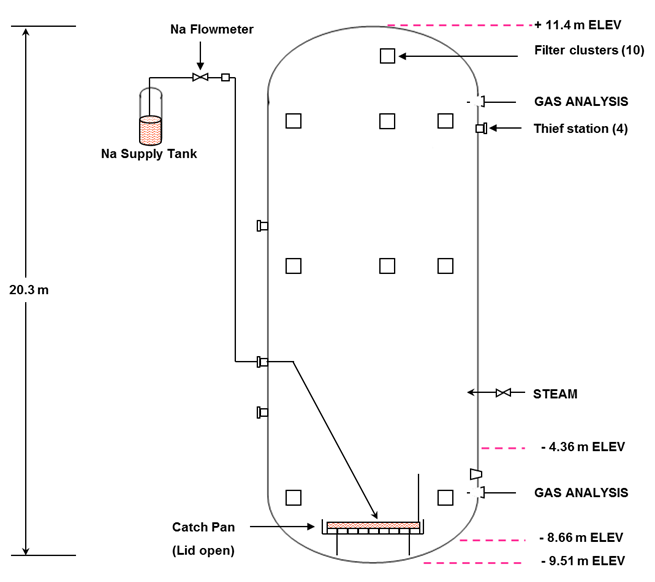 + 11.4 m ELEV
Na Flowmeter
Filter clusters (10)
GAS ANALYSIS
Thief station (4)
Na Supply Tank
20.3 m
STEAM
- 4.36 m ELEV
GAS ANALYSIS
Catch Pan
(Lid open)
- 8.66 m ELEV
- 9.51 m ELEV